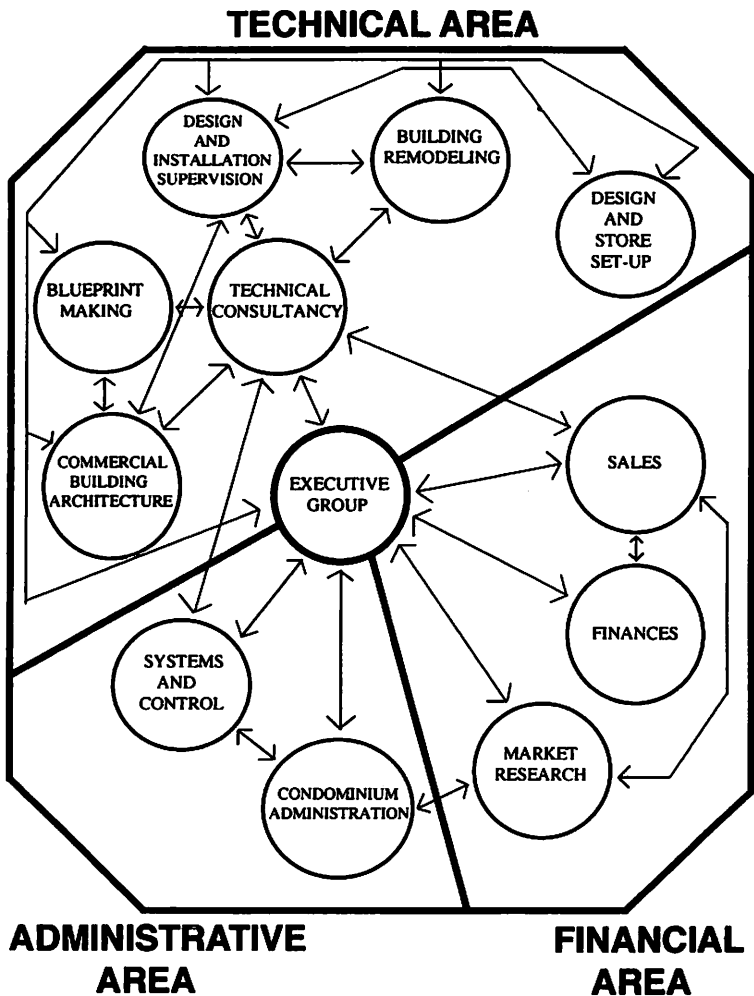 TECHNICAL AREA
DESIGN
AND
INSTALLATION
SUPERVISION
BUILDING
REMODELING
DESIGN
AND
STORE
SET-UP
BLUEPRINT
MAKING
TECHNICAL
CONSULTANCY
COMMERCIAL
BUILDING
ARCHITECTURE
EXECUTIVE
GROUP
SALES
FINANCES
SYSTEMS
AND
CONTROL
MARKET
RESEARCH
CONDOMINIUM
ADMINISTRATION
ADMINISTRATIVE
AREA
FINANCIAL
AREA